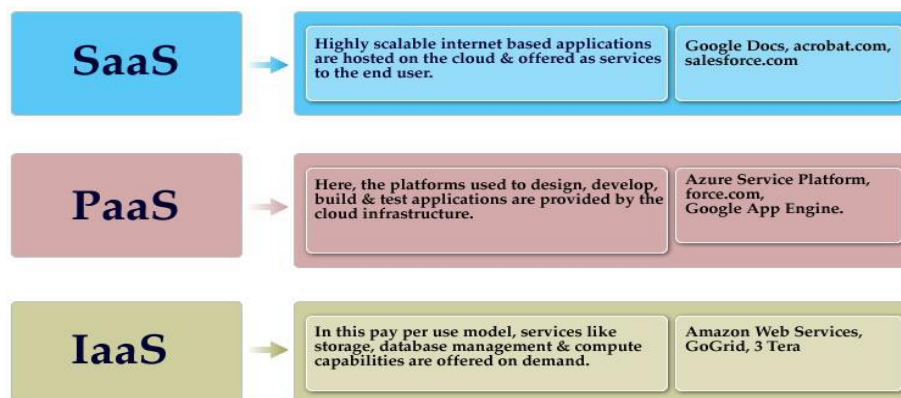 SaaS
Highly scalable internet based applications
are hosted on the cloud & offered as services
to the end user.
Google Docs, acrobat.com,
salesforce.com
PaaS
Here, the platforms used to design, develop,
build & test applications are provided by the
cloud infrastructure.
Azure Service Platform,
force.com,
Google App Engine.
IaaS
In this pay per use model, services like
storage, database management & compute
capabilities are offered on demand.
Amazon Web Services,
GoGrid, 3 Tera